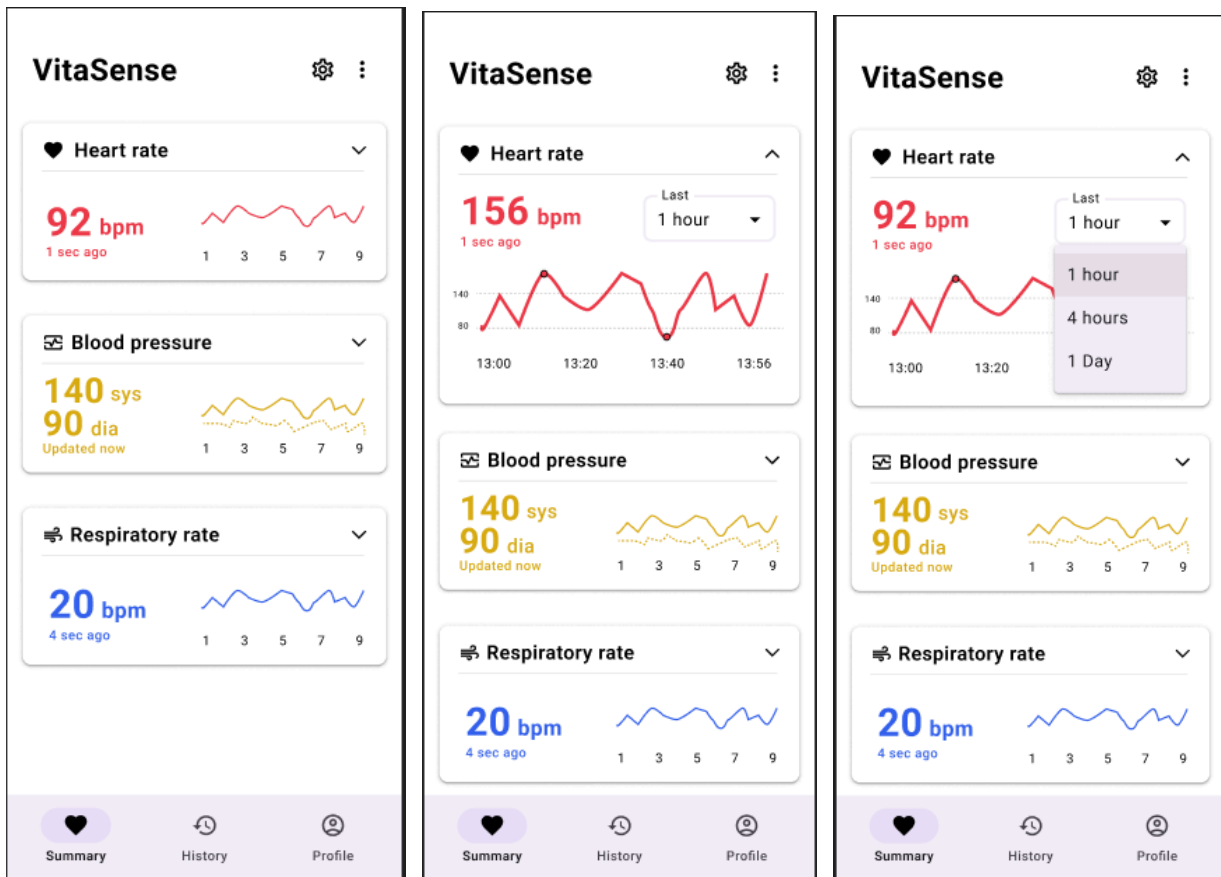 VitaSense
Heart rate
92 bpm
1 sec ago
1 3 5 7 9
Blood pressure
140 sys
90 dia
Updated now
1 3 5 7 9
Respiratory rate
20 bpm
4 sec ago
1 3 5 7 9
Summary History Profile
VitaSense
Heart rate
156 bpm
1 sec ago
Last
1 hour
140
80
13:00 13:20 13:40 13:56
Blood pressure
140 sys
90 dia
Updated now
1 3 5 7 9
Respiratory rate
20 bpm
4 sec ago
1 3 5 7 9
Summary History Profile
VitaSense
Heart rate
92 bpm
1 sec ago
Last
1 hour
1 hour
4 hours
1 Day
140
80
13:00 13:20
Blood pressure
140 sys
90 dia
Updated now
1 3 5 7 9
Respiratory rate
20 bpm
4 sec ago
1 3 5 7 9
Summary History Profile